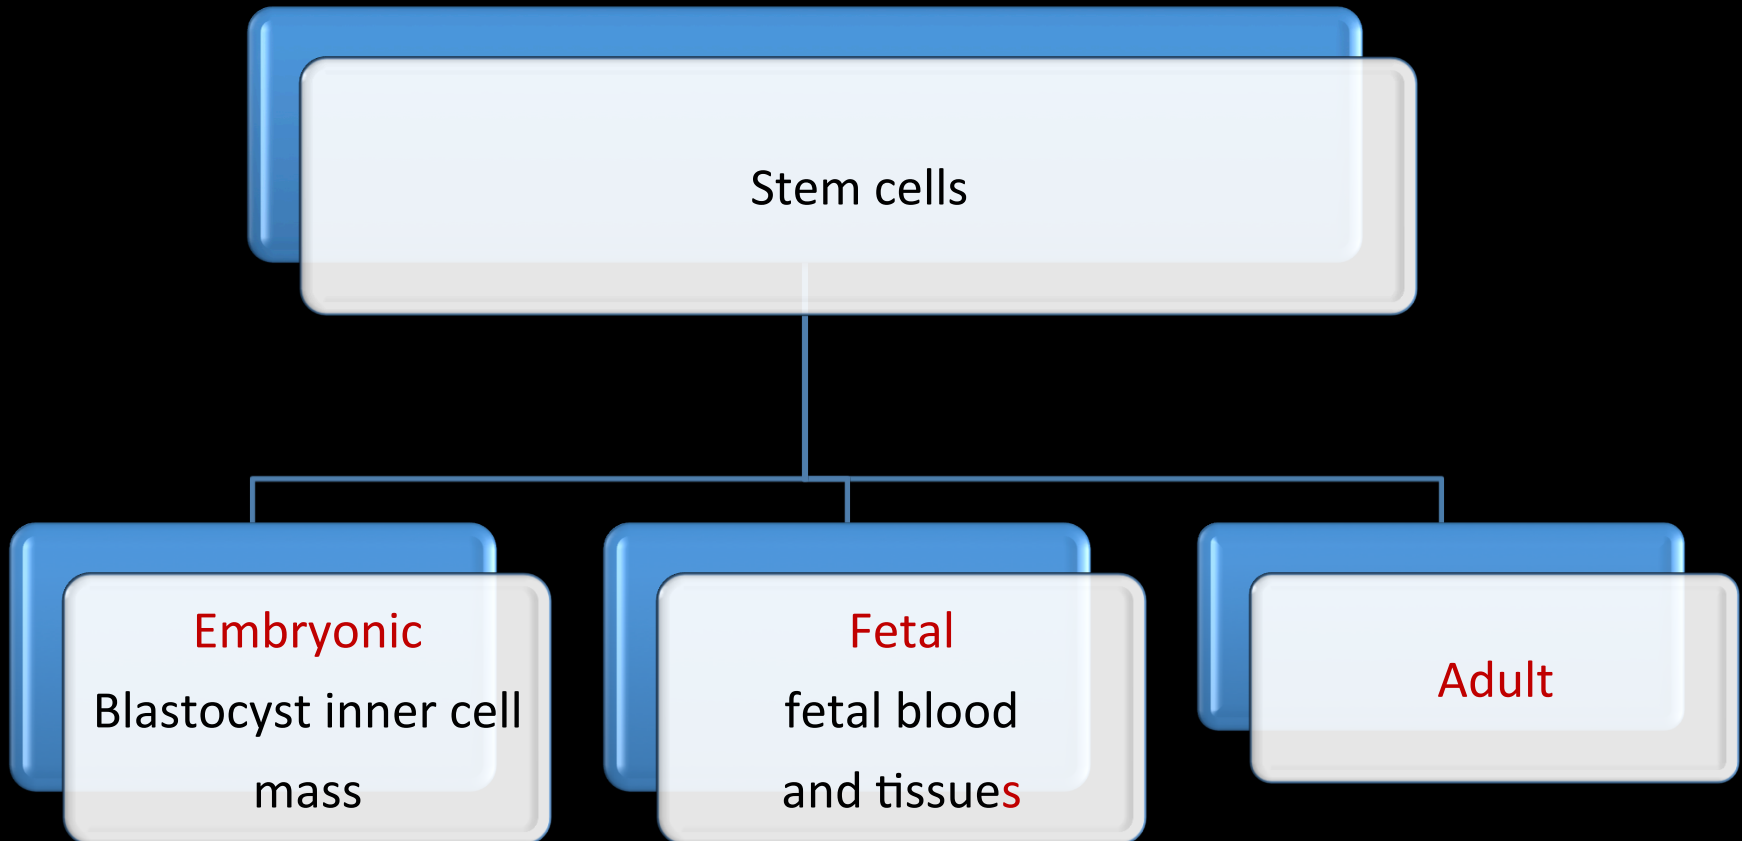 Stem cells
Embryonic
Blastocyst inner cell
mass
Fetal
fetal blood
and tissues
Adult